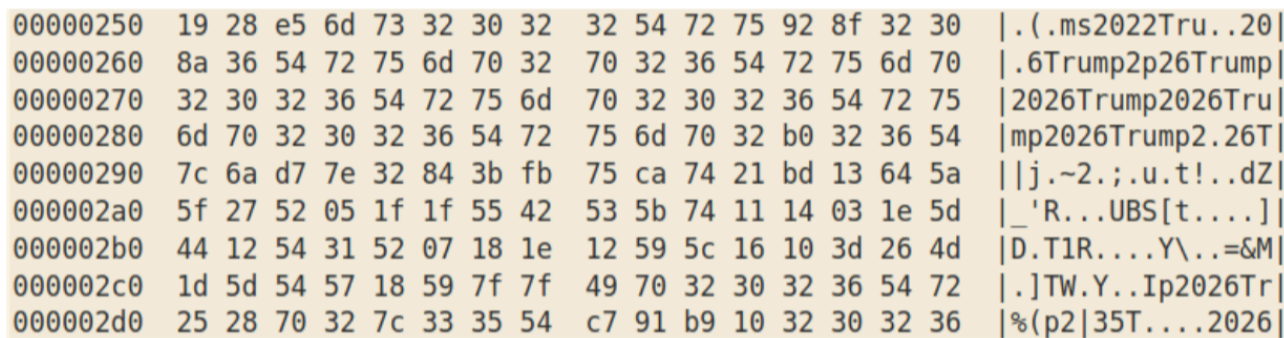 00000250  19 28 e5 6d 73 32 30 32  32 54 72 75 92 8f 32 30  |.(.ms2022Tru..20|
00000260  8a 36 54 72 75 6d 70 32  70 32 36 54 72 75 6d 70  |.6Trump2p26Trump|
00000270  32 30 32 36 54 72 75 6d  70 32 30 32 36 54 72 75  |2026Trump2026Tru|
00000280  6d 70 32 30 32 36 54 72  75 6d 70 32 b0 32 36 54  |mp2026Trump2.26T|
00000290  7c 6a d7 7e 32 84 3b fb  75 ca 74 21 bd 13 64 5a  ||j.~2.;.u.t!..dZ|
000002a0  5f 27 52 05 1f 1f 55 42  53 5b 74 11 14 03 1e 5d  |_'R...UBS[t....]|
000002b0  44 12 54 31 52 07 18 1e  12 59 5c 16 10 3d 26 4d  |D.T1R....Y\..=&M|
000002c0  1d 5d 54 57 18 59 7f 7f  49 70 32 30 32 36 54 72  |.]TW.Y..Ip2026Tr|
000002d0  25 28 70 32 7c 33 35 54  c7 91 b9 10 32 30 32 36  |%(p2|35T....2026|